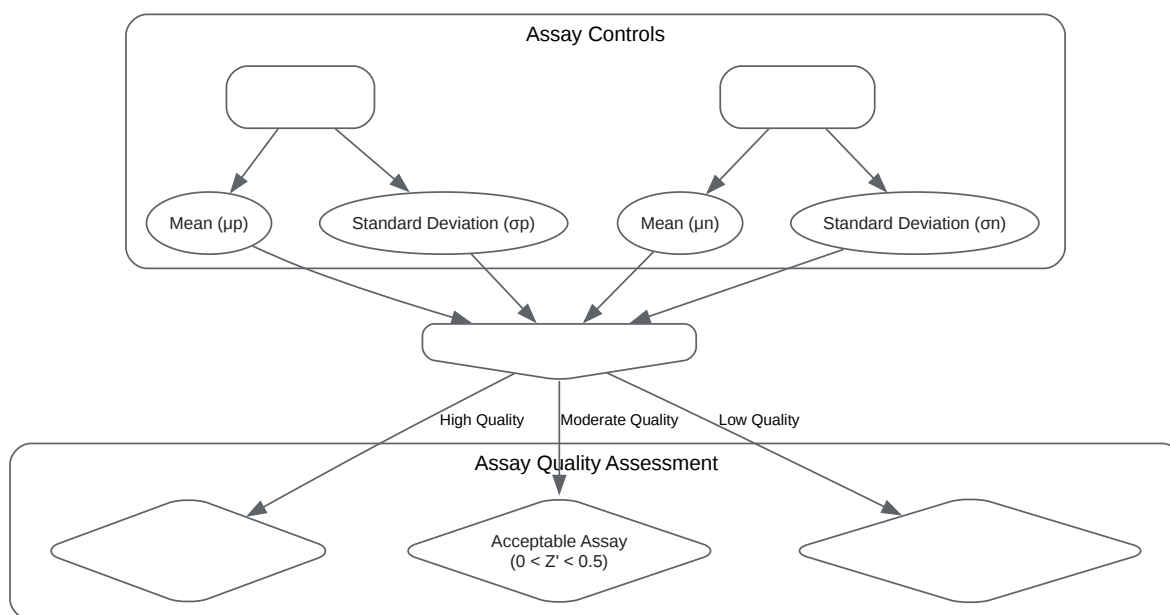 Assay Controls
Mean (μp)
Standard Deviation (σp)
Mean (μn)
Standard Deviation (σn)
High Quality
Moderate Quality
Low Quality
Assay Quality Assessment
Acceptable Assay
(0 < Z' < 0.5)